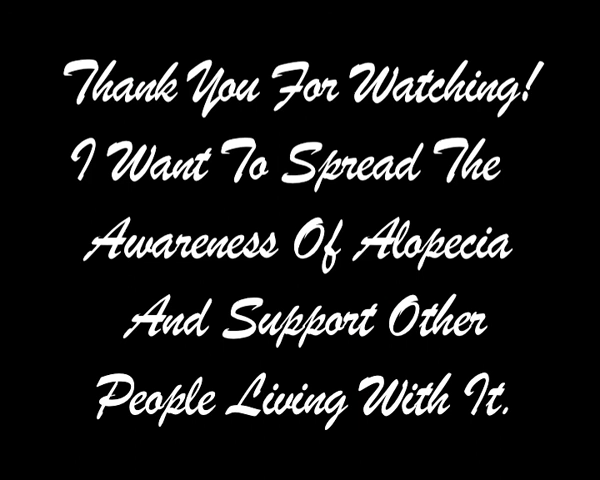 Thank You For Watching!
I Want To Spread The
Awareness Of Alopecia
And Support Other
People Living With It.